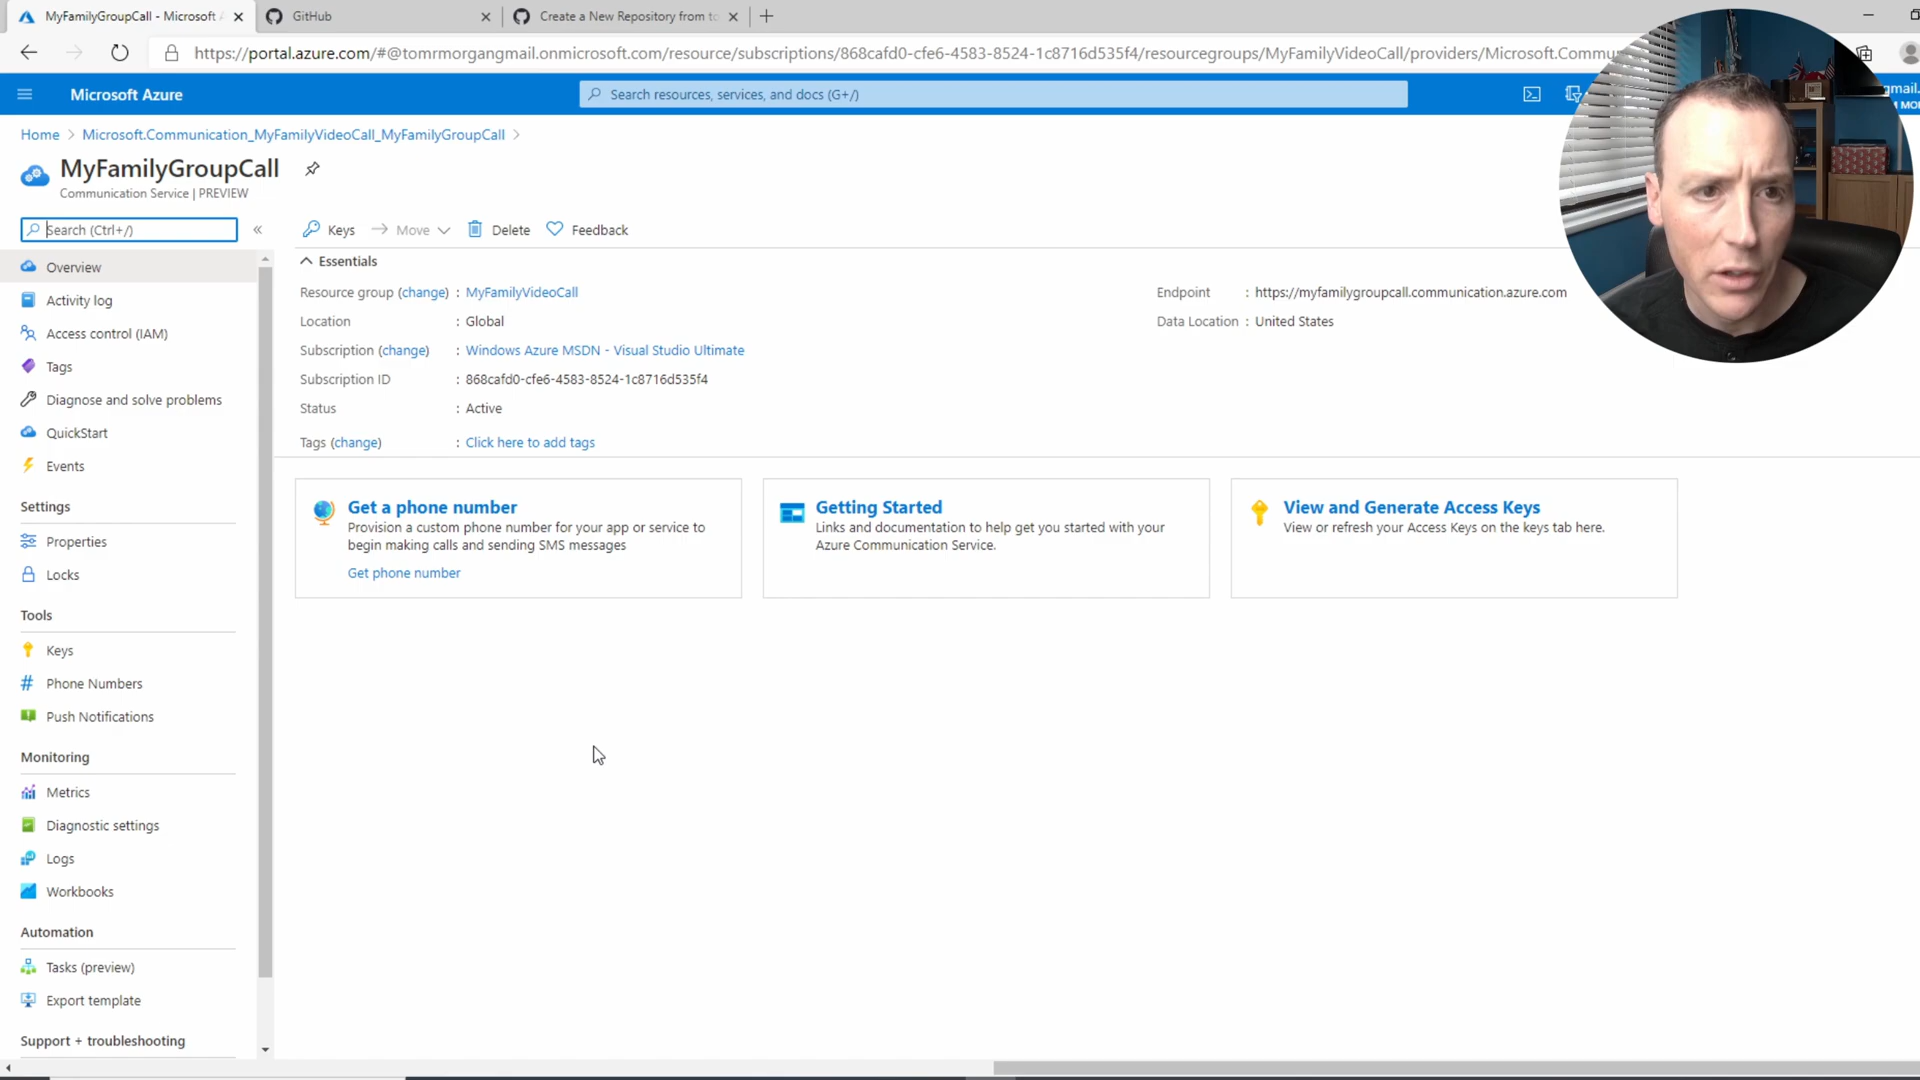 MyFamilyGroupCall - Microsoft
GitHub
Create a New Repository from to
https://portal.azure.com/#@tomrmorgangmail.onmicrosoft.com/resource/subscriptions/868cafd0-cfe6-4583-8524-1c8716d535f4/resourcegroups/MyFamilyVideoCall/providers/Microsoft.Commu
Microsoft Azure
Search resources, services, and docs (G+/)
gmail.
Home
Microsoft.Communication_MyFamilyVideoCall_MyFamilyGroupCall
MyFamilyGroupCall
Communication Service | PREVIEW
Search (Ctrl+/)
Overview
Activity log
Access control (IAM)
Tags
Diagnose and solve problems
QuickStart
Events
Settings
Properties
Locks
Tools
Keys
Phone Numbers
Push Notifications
Monitoring
Metrics
Diagnostic settings
Logs
Workbooks
Automation
Tasks (preview)
Export template
Support + troubleshooting
Keys
Move
Delete
Feedback
Essentials
Resource group (change) : MyFamilyVideoCall
Location : Global
Subscription (change) : Windows Azure MSDN - Visual Studio Ultimate
Subscription ID : 868cafd0-cfe6-4583-8524-1c8716d535f4
Status : Active
Tags (change) : Click here to add tags
Endpoint : https://myfamilygroupcall.communication.azure.com
Data Location : United States
Get a phone number
Provision a custom phone number for your app or service to
begin making calls and sending SMS messages
Get phone number
Getting Started
Links and documentation to help get you started with your
Azure Communication Service.
View and Generate Access Keys
View or refresh your Access Keys on the keys tab here.